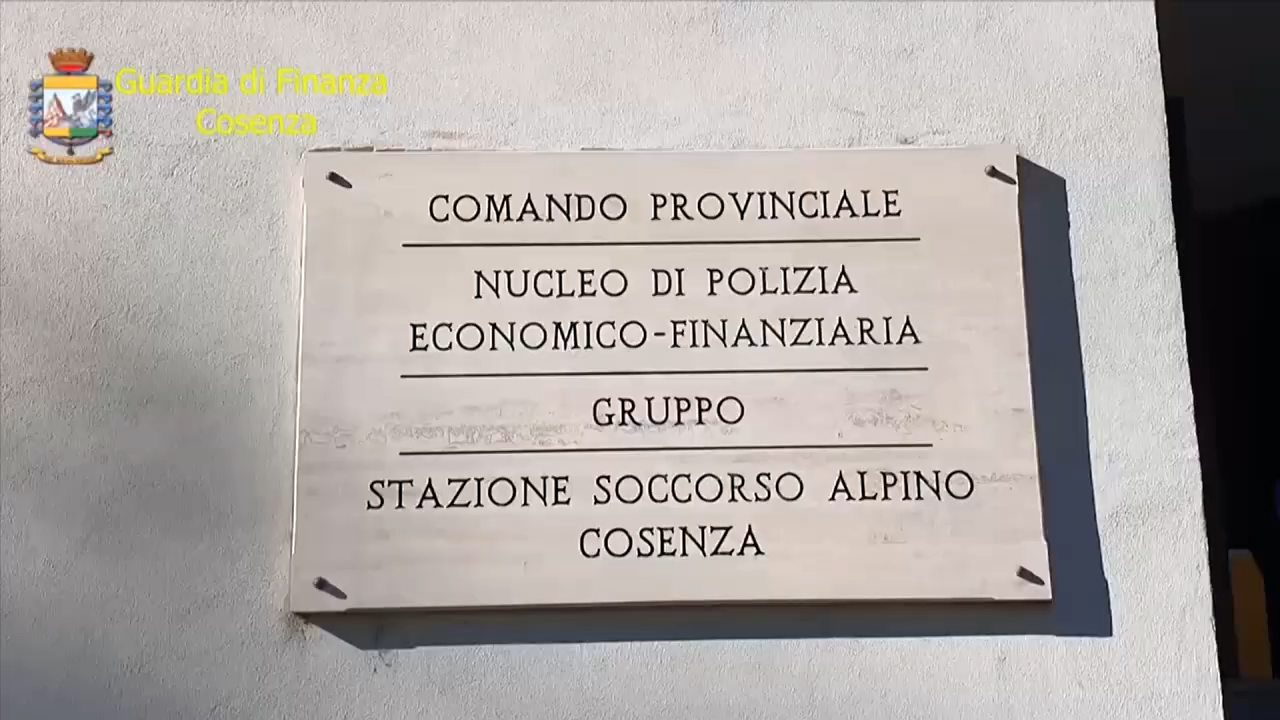 Guardia di Finanza
Cosenza
COMANDO PROVINCIALE
NUCLEO DI POLIZIA
ECONOMICO-FINANZIARIA
GRUPPO
STAZIONE SOCCORSO ALPINO
COSENZA